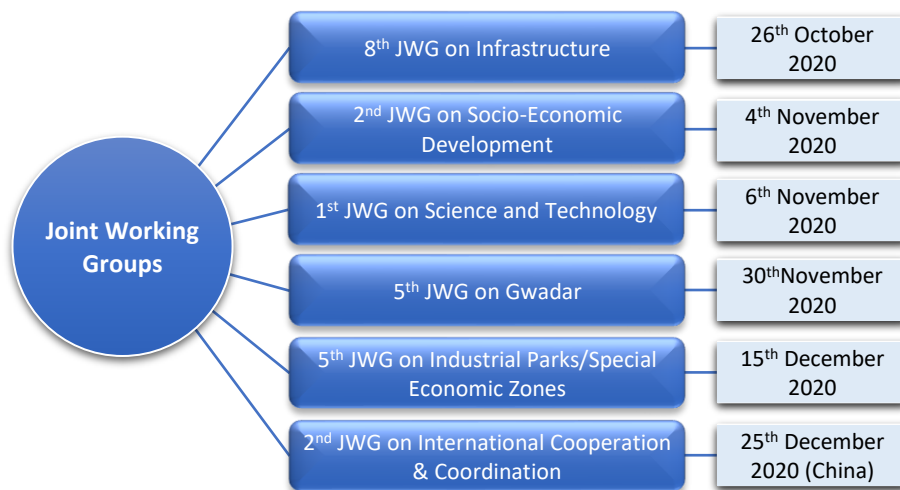 Joint Working
Groups
8th JWG on Infrastructure
26th October
2020
2nd JWG on Socio-Economic
Development
4th November
2020
1st JWG on Science and Technology
6th November
2020
5th JWG on Gwadar
30thNovember
2020
5th JWG on Industrial Parks/Special
Economic Zones
15th December
2020
2nd JWG on International Cooperation
& Coordination
25th December
2020 (China)